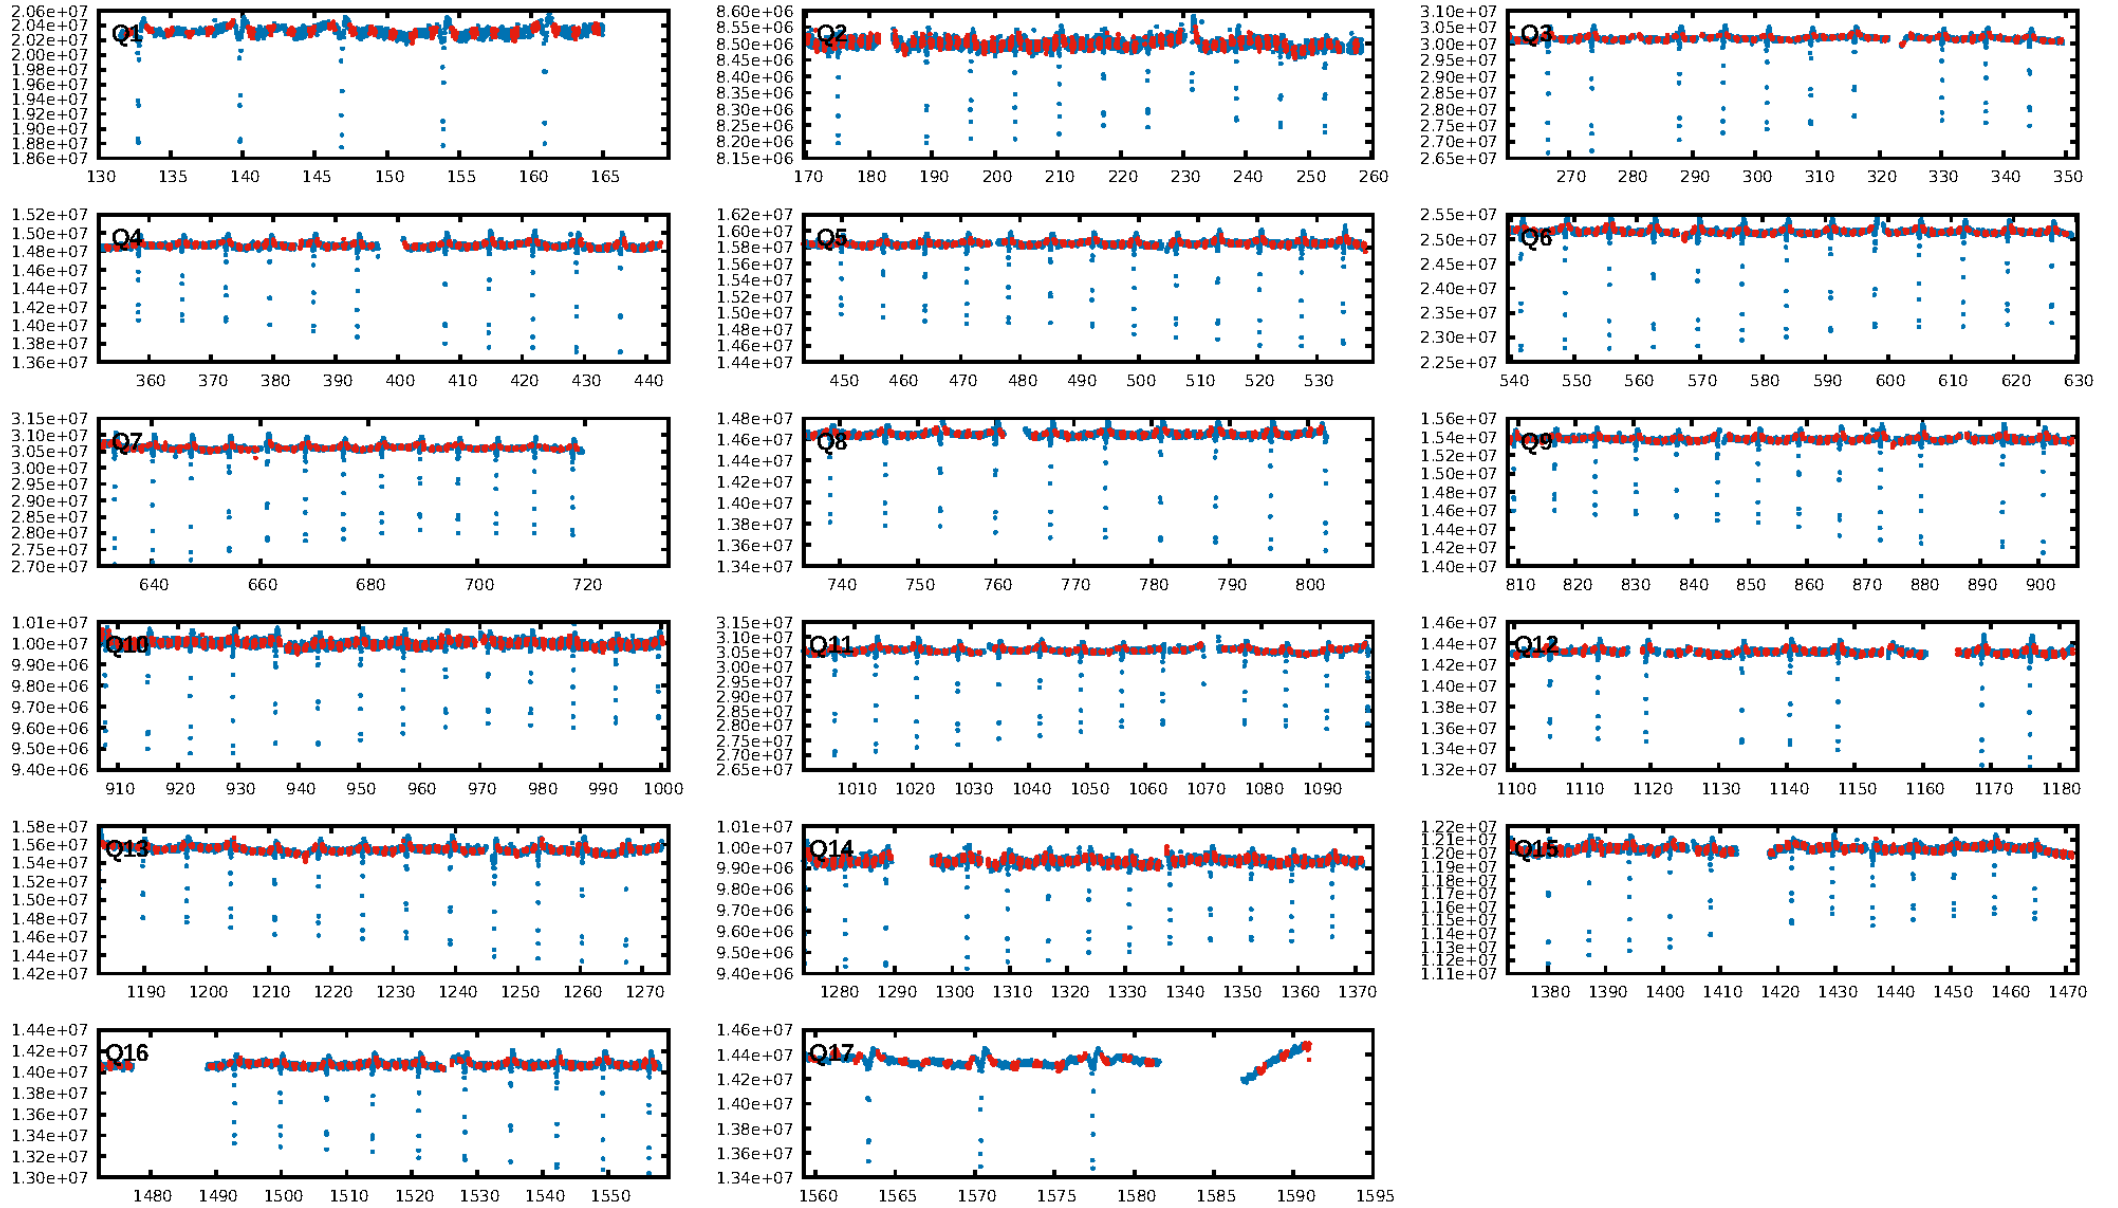 2.06e+07
2.04e+07
2.02e+07
2.00e+07
1.98e+07
1.96e+07
1.94e+07
1.92e+07
1.90e+07
1.88e+07
1.86e+07
Q1
130 135 140 145 150 155 160 165
8.60e+06
8.55e+06
8.50e+06
8.45e+06
8.40e+06
8.35e+06
8.30e+06
8.25e+06
8.20e+06
8.15e+06
Q2
170 180 190 200 210 220 230 240 250 260
3.10e+07
3.05e+07
3.00e+07
2.95e+07
2.90e+07
2.85e+07
2.80e+07
2.75e+07
2.70e+07
2.65e+07
Q3
270 280 290 300 310 320 330 340 350
1.52e+07
1.50e+07
1.48e+07
1.46e+07
1.44e+07
1.42e+07
1.40e+07
1.38e+07
1.36e+07
Q4
360 370 380 390 400 410 420 430 440
1.62e+07
1.60e+07
1.58e+07
1.56e+07
1.54e+07
1.52e+07
1.50e+07
1.48e+07
1.46e+07
1.44e+07
Q5
450 460 470 480 490 500 510 520 530
2.55e+07
2.50e+07
2.45e+07
2.40e+07
2.35e+07
2.30e+07
2.25e+07
Q6
540 550 560 570 580 590 600 610 620 630
3.15e+07
3.10e+07
3.05e+07
3.00e+07
2.95e+07
2.90e+07
2.85e+07
2.80e+07
2.75e+07
2.70e+07
Q7
640 660 680 700 720
1.48e+07
1.46e+07
1.44e+07
1.42e+07
1.40e+07
1.38e+07
1.36e+07
1.34e+07
Q8
740 750 760 770 780 790 800
1.56e+07
1.54e+07
1.52e+07
1.50e+07
1.48e+07
1.46e+07
1.44e+07
1.42e+07
1.40e+07
Q9
810 820 830 840 850 860 870 880 890 900
1.01e+07
1.00e+07
9.90e+06
9.80e+06
9.70e+06
9.60e+06
9.50e+06
9.40e+06
Q10
910 920 930 940 950 960 970 980 990 1000
3.15e+07
3.10e+07
3.05e+07
3.00e+07
2.95e+07
2.90e+07
2.85e+07
2.80e+07
2.75e+07
2.70e+07
2.65e+07
Q11
1010 1020 1030 1040 1050 1060 1070 1080 1090
1.46e+07
1.44e+07
1.42e+07
1.40e+07
1.38e+07
1.36e+07
1.34e+07
1.32e+07
Q12
1100 1110 1120 1130 1140 1150 1160 1170 1180
1.58e+07
1.56e+07
1.54e+07
1.52e+07
1.50e+07
1.48e+07
1.46e+07
1.44e+07
1.42e+07
Q13
1190 1200 1210 1220 1230 1240 1250 1260 1270
1.01e+07
1.00e+07
9.90e+06
9.80e+06
9.70e+06
9.60e+06
9.50e+06
9.40e+06
Q14
1280 1290 1300 1310 1320 1330 1340 1350 1360 1370
1.22e+07
1.21e+07
1.20e+07
1.19e+07
1.18e+07
1.17e+07
1.16e+07
1.15e+07
1.14e+07
1.13e+07
1.12e+07
1.11e+07
Q15
1380 1390 1400 1410 1420 1430 1440 1450 1460 1470
1.44e+07
1.42e+07
1.40e+07
1.38e+07
1.36e+07
1.34e+07
1.32e+07
1.30e+07
Q16
1480 1490 1500 1510 1520 1530 1540 1550
1.46e+07
1.44e+07
1.42e+07
1.40e+07
1.38e+07
1.36e+07
1.34e+07
Q17
1560 1565 1570 1575 1580 1585 1590 1595